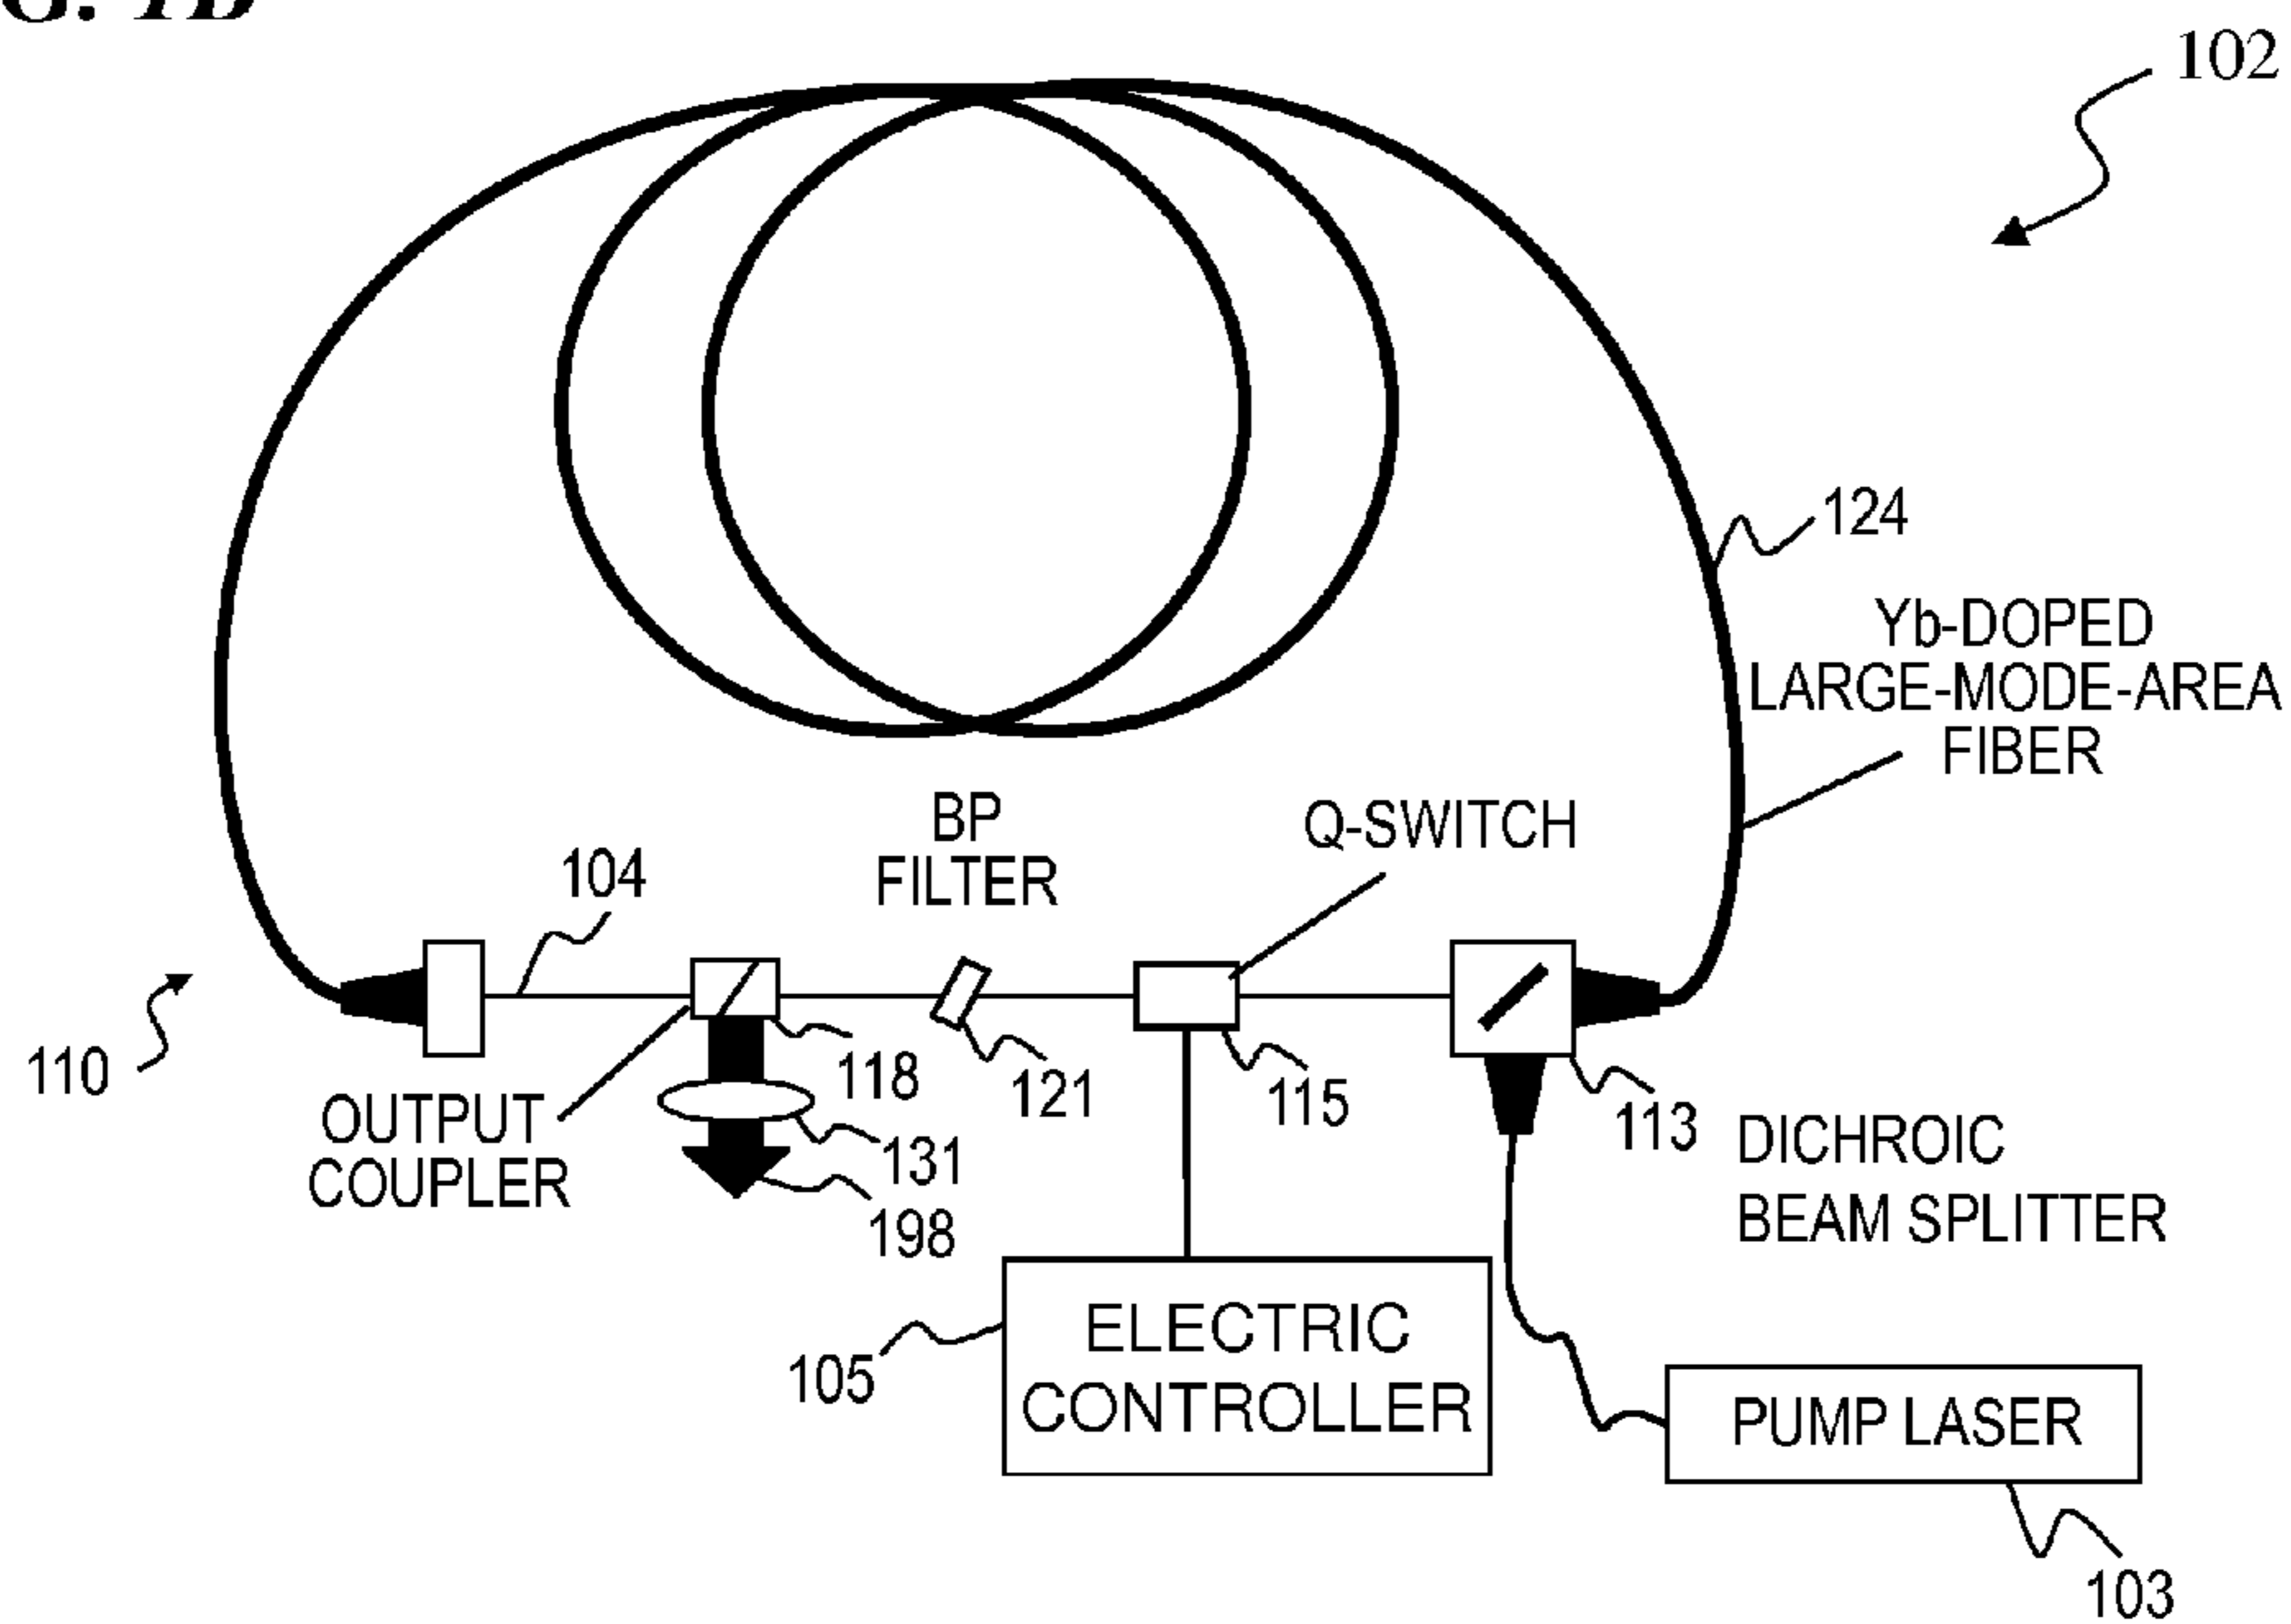 102
124
Yb-DOPED
LARGE-MODE-AREA
FIBER
BP
FILTER
Q-SWITCH
104
110
118
121
115
113
OUTPUT
COUPLER
131
198
DICHROIC
BEAM SPLITTER
ELECTRIC
CONTROLLER
105
PUMP LASER
103